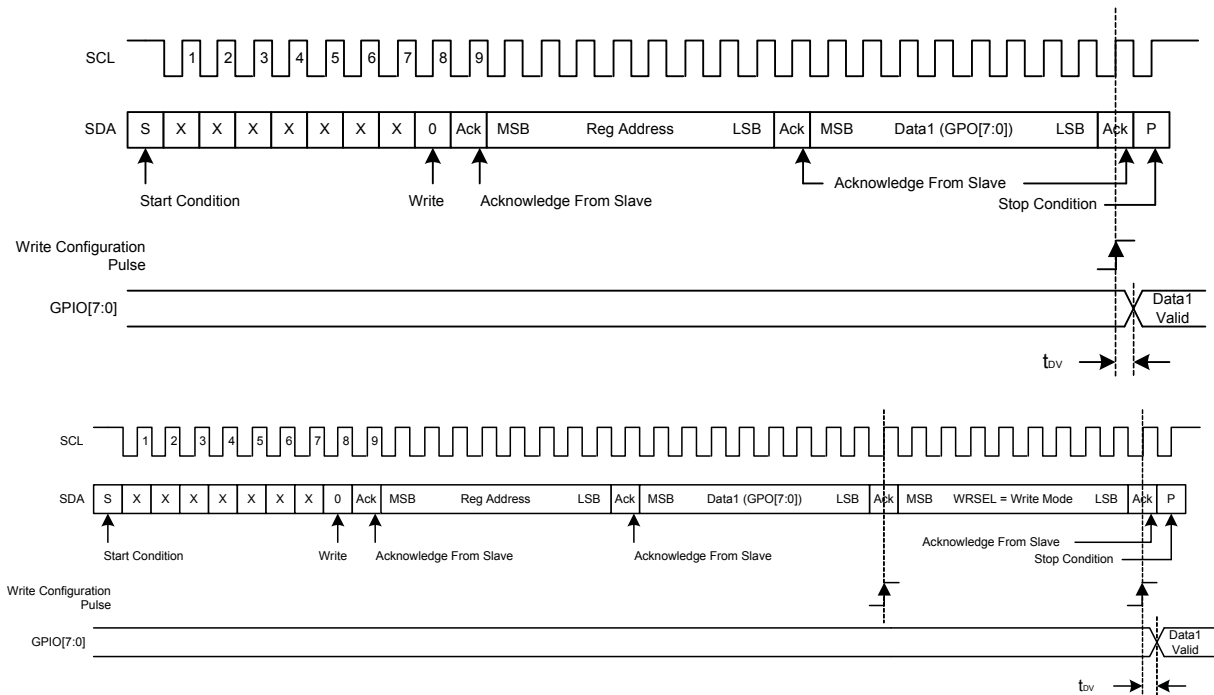 SCL 1 2 3 4 5 6 7 8 9
SDA S X X X X X X X 0 Ack MSB Reg Address LSB Ack MSB Data1 (GPO[7:0]) LSB Ack P
Start Condition Write Acknowledge From Slave Acknowledge From Slave
Stop Condition
Write Configuration
Pulse
GPIO[7:0] Data1
Valid
tDV
SCL 1 2 3 4 5 6 7 8 9
SDA S X X X X X X X 0 Ack MSB Reg Address LSB Ack MSB Data1 (GPO[7:0]) LSB Ack MSB WRSEL = Write Mode LSB Ack P
Acknowledge From Slave
Start Condition Write Acknowledge From Slave Acknowledge From Slave Stop Condition
Write Configuration
Pulse
GPIO[7:0] Data1
Valid
tDV